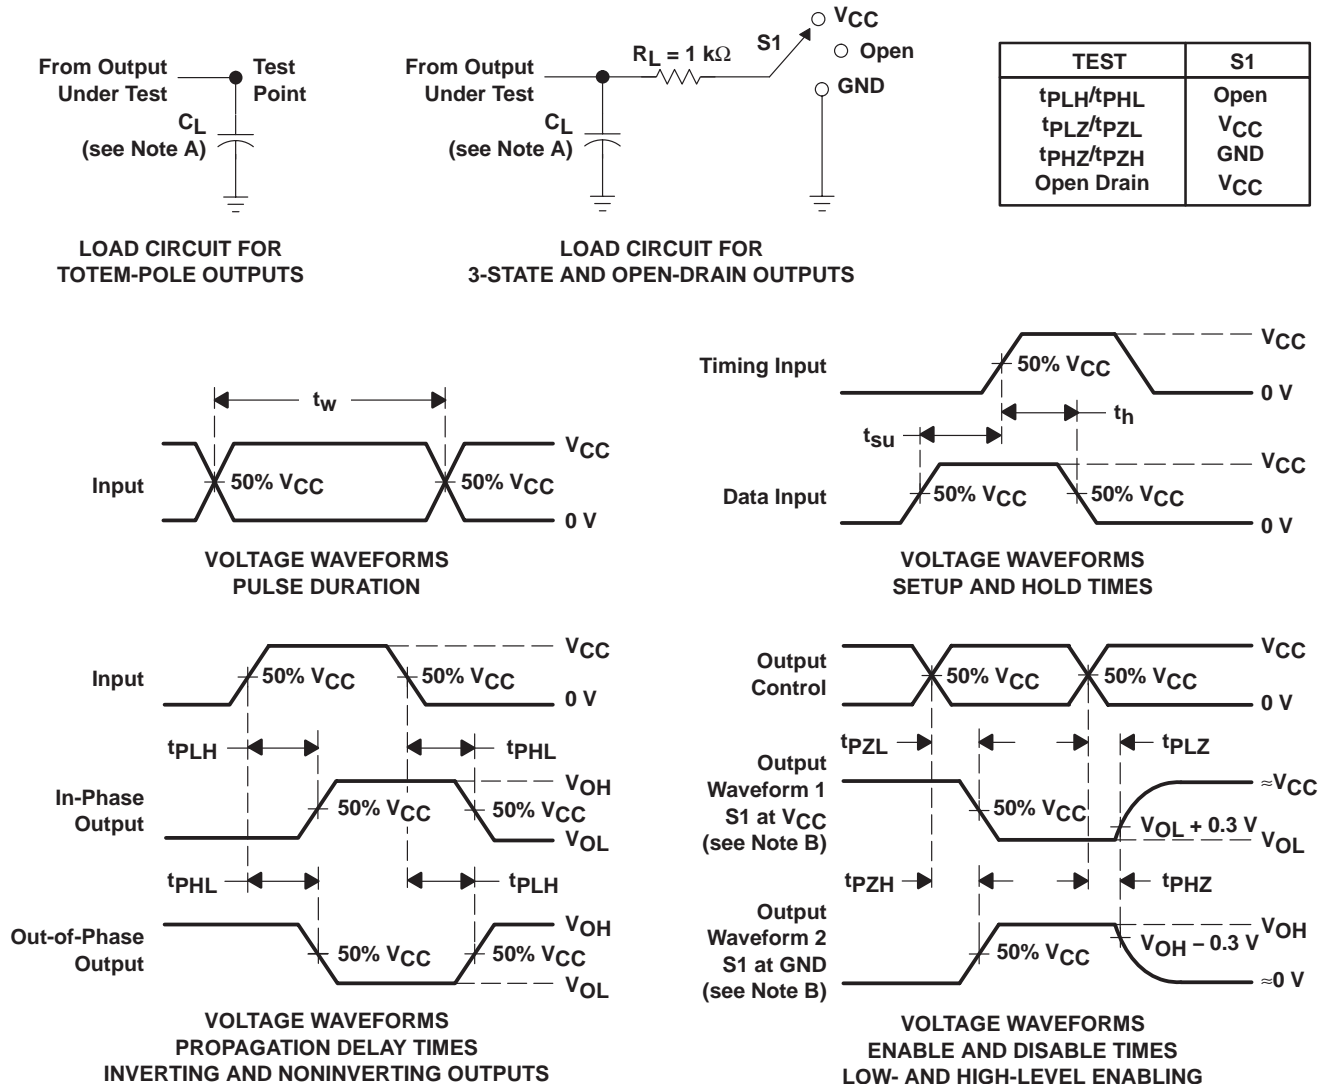 From Output
Under Test
Test
Point
CL
(see Note A)
LOAD CIRCUIT FOR
TOTEM-POLE OUTPUTS
From Output
Under Test
RL = 1 kΩ
S1
VCC
Open
GND
CL
(see Note A)
LOAD CIRCUIT FOR
3-STATE AND OPEN-DRAIN OUTPUTS
TEST S1
tPLH/tPHL Open
tPLZ/tPZL VCC
tPHZ/tPZH GND
Open Drain VCC
tw
Input
50% VCC
50% VCC
VCC
0 V
VOLTAGE WAVEFORMS
PULSE DURATION
Timing Input
50% VCC
VCC
0 V
tsu
th
Data Input
50% VCC
50% VCC
VCC
0 V
VOLTAGE WAVEFORMS
SETUP AND HOLD TIMES
Input
50% VCC
50% VCC
VCC
0 V
tPLH
tPHL
In-Phase
Output
50% VCC
50% VCC
VOH
VOL
tPHL
tPLH
Out-of-Phase
Output
50% VCC
50% VCC
VOH
VOL
VOLTAGE WAVEFORMS
PROPAGATION DELAY TIMES
INVERTING AND NONINVERTING OUTPUTS
Output
Control
50% VCC
50% VCC
VCC
0 V
tPZL
tPLZ
Output
Waveform 1
S1 at VCC
(see Note B)
50% VCC
VOL + 0.3 V
≈VCC
VOL
tPZH
tPHZ
Output
Waveform 2
S1 at GND
(see Note B)
50% VCC
VOH − 0.3 V
VOH
≈0 V
VOLTAGE WAVEFORMS
ENABLE AND DISABLE TIMES
LOW- AND HIGH-LEVEL ENABLING